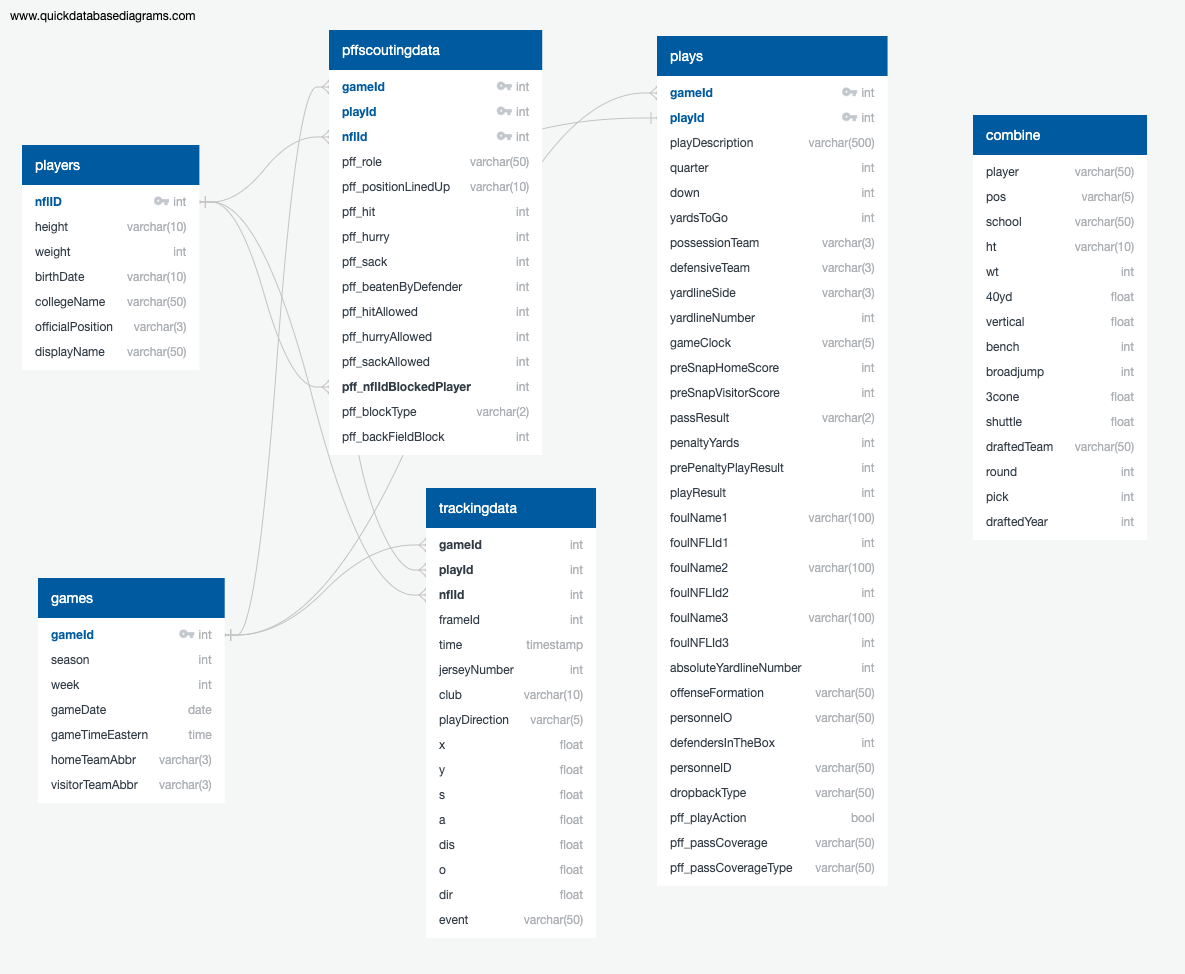 www.quickdatabasediagrams.com
players
nflID int
height varchar(10)
weight int
birthDate varchar(10)
collegeName varchar(50)
officialPosition varchar(3)
displayName varchar(50)
games
gameId int
season int
week int
gameDate date
gameTimeEastern time
homeTeamAbbr varchar(3)
visitorTeamAbbr varchar(3)
pffscoutingdata
gameId int
playId int
nflId int
pff_role varchar(50)
pff_positionLinedUp varchar(10)
pff_hit int
pff_hurry int
pff_sack int
pff_beatenByDefender int
pff_hitAllowed int
pff_hurryAllowed int
pff_sackAllowed int
pff_nflIdBlockedPlayer int
pff_blockType varchar(2)
pff_backFieldBlock int
trackingdata
gameId int
playId int
nflId int
frameId int
time timestamp
jerseyNumber int
club varchar(10)
playDirection varchar(5)
x float
y float
s float
a float
dis float
o float
dir float
event varchar(50)
plays
gameId int
playId int
playDescription varchar(500)
quarter int
down int
yardsToGo int
possessionTeam varchar(3)
defensiveTeam varchar(3)
yardlineSide varchar(3)
yardlineNumber int
gameClock varchar(5)
preSnapHomeScore int
preSnapVisitorScore int
passResult varchar(2)
penaltyYards int
prePenaltyPlayResult int
playResult int
foulName1 varchar(100)
foulNFLId1 int
foulName2 varchar(100)
foulNFLId2 int
foulName3 varchar(100)
foulNFLId3 int
absoluteYardlineNumber int
offenseFormation varchar(50)
personnelO varchar(50)
defendersInTheBox int
personnelD varchar(50)
dropbackType varchar(50)
pff_playAction bool
pff_passCoverage varchar(50)
pff_passCoverageType varchar(50)
combine
player varchar(50)
pos varchar(5)
school varchar(50)
ht varchar(10)
wt int
40yd float
vertical float
bench int
broadjump int
3cone float
shuttle float
draftedTeam varchar(50)
round int
pick int
draftedYear int